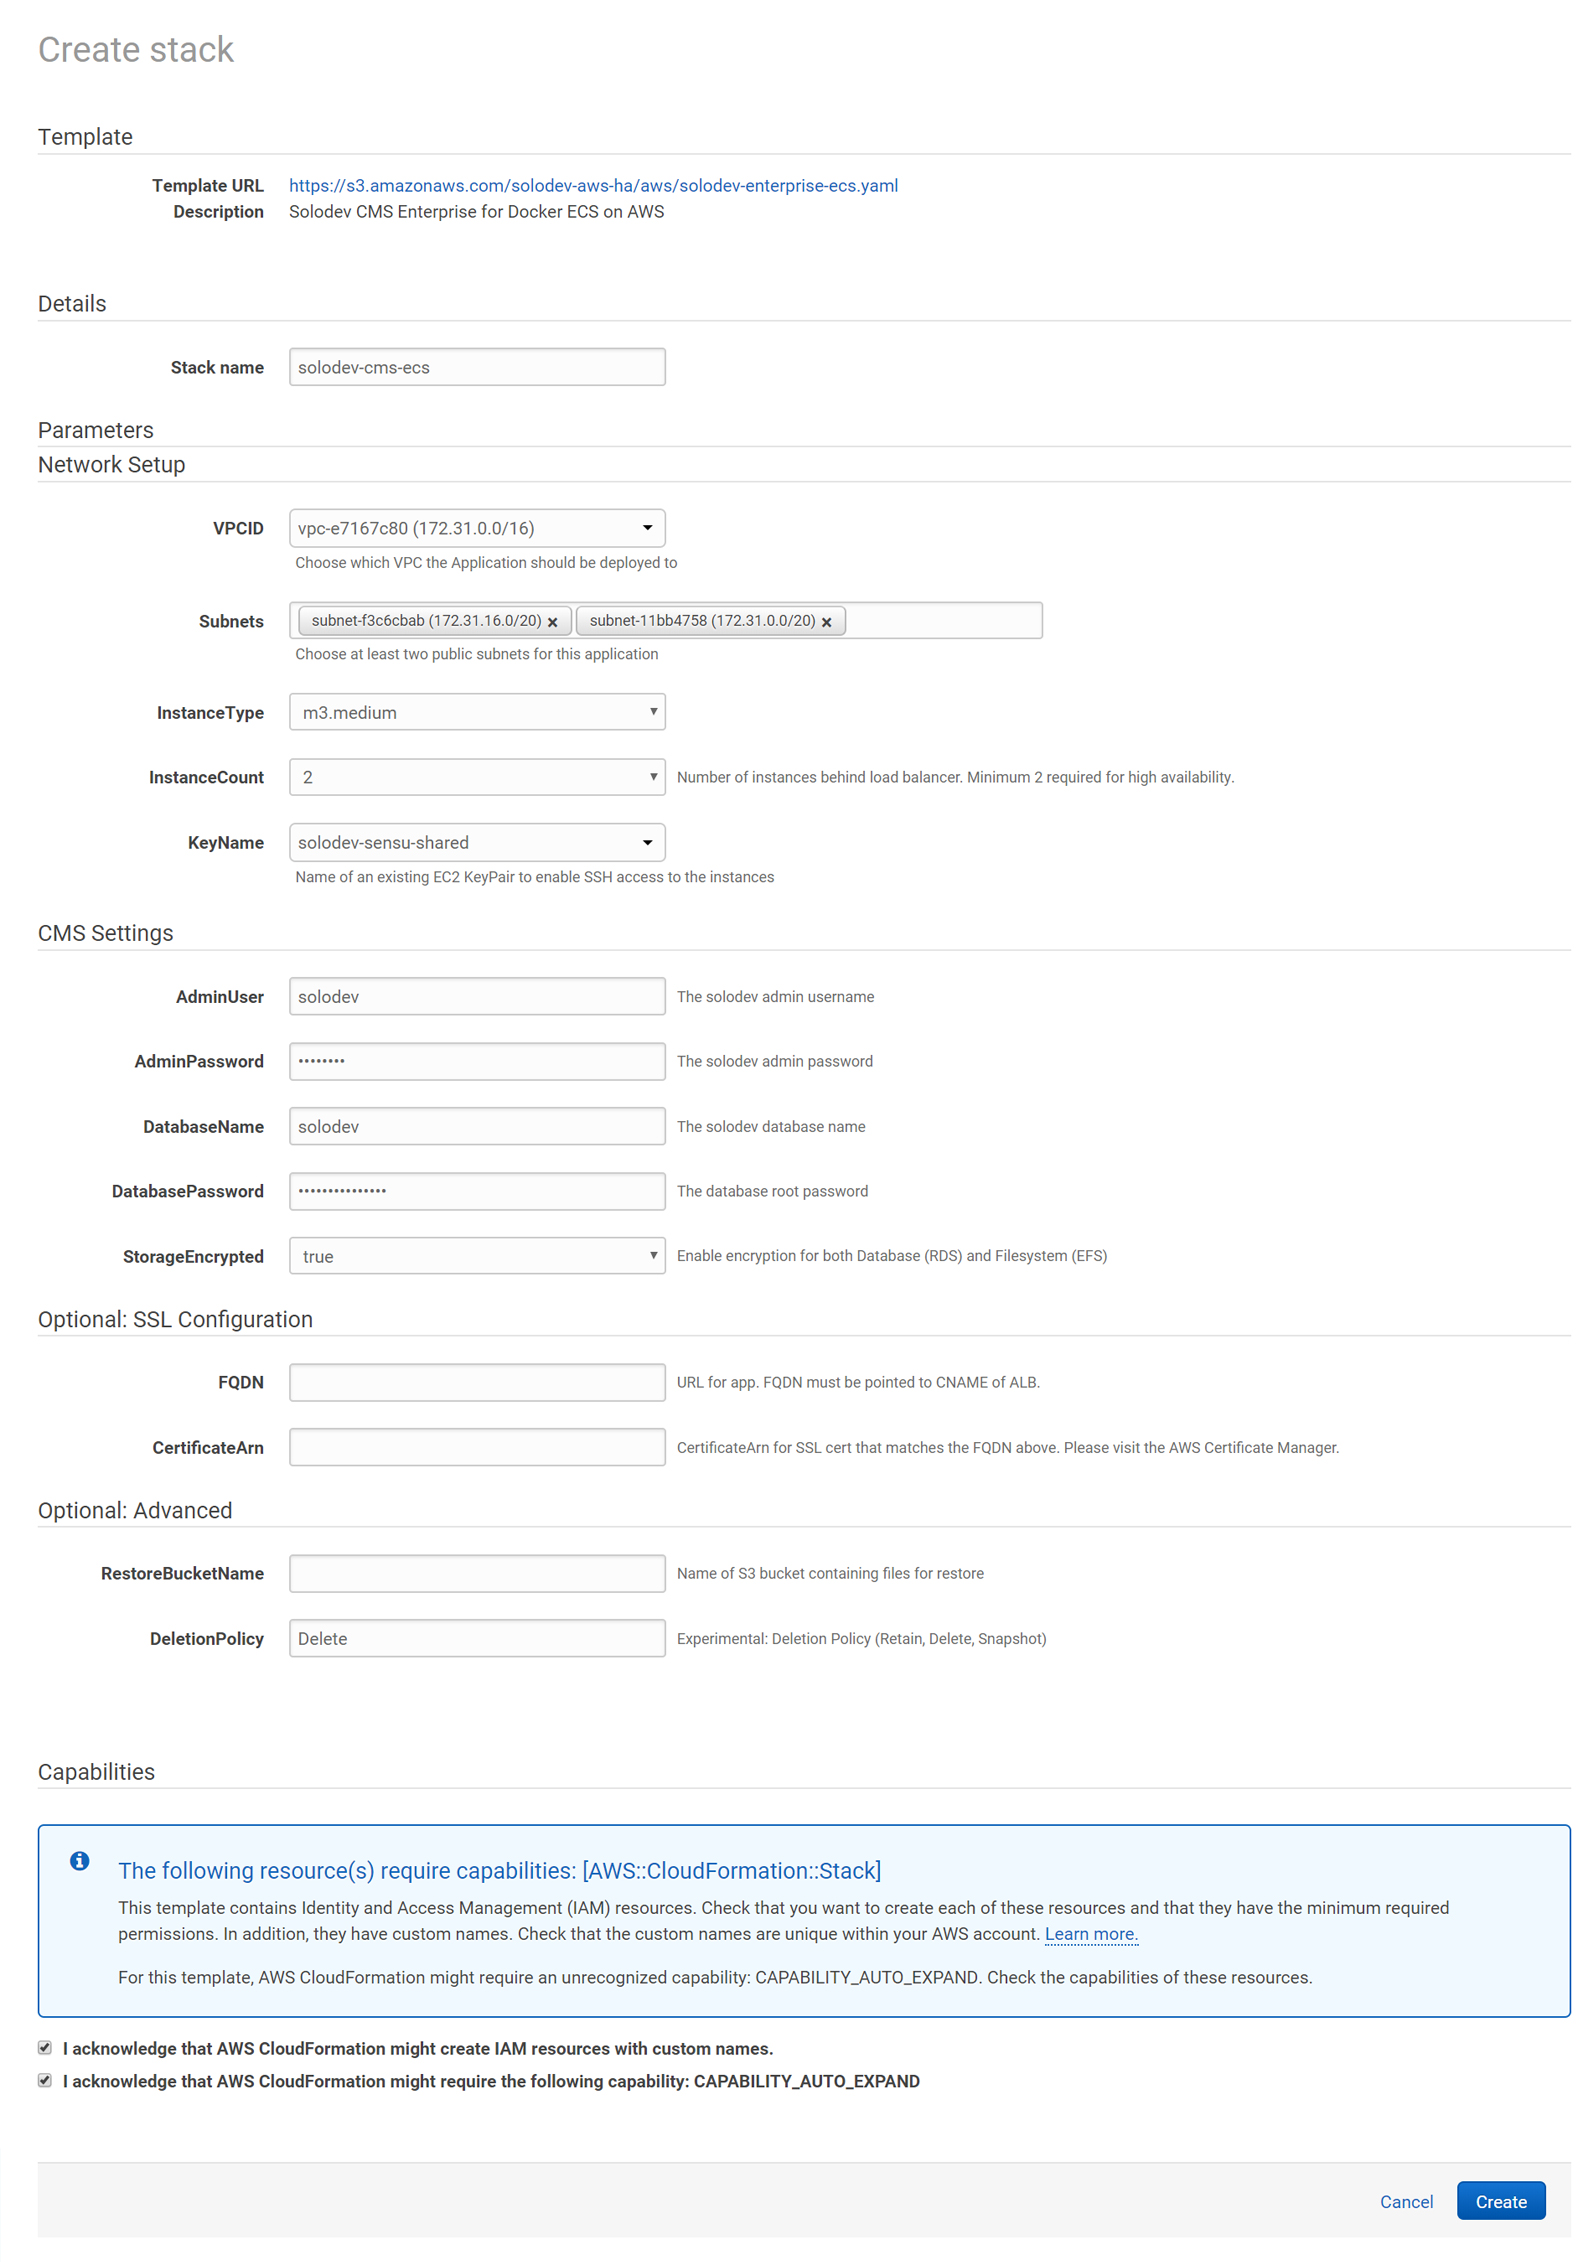 Create stack
Template
Template URL https://s3.amazonaws.com/solodev-aws-ha/aws/solodev-enterprise-ecs.yaml
Description Solodev CMS Enterprise for Docker ECS on AWS
Details
Stack name solodev-cms-ecs
Parameters
Network Setup
VPCID vpc-e7167c80 (172.31.0.0/16)
Choose which VPC the Application should be deployed to
Subnets subnet-f3c6cbab (172.31.16.0/20) × subnet-11bb4758 (172.31.0.0/20) ×
Choose at least two public subnets for this application
InstanceType m3.medium
InstanceCount 2 Number of instances behind load balancer. Minimum 2 required for high availability.
KeyName solodev-sensu-shared
Name of an existing EC2 KeyPair to enable SSH access to the instances
CMS Settings
AdminUser solodev The solodev admin username
AdminPassword •••••••• The solodev admin password
DatabaseName solodev The solodev database name
DatabasePassword ••••••••••••••• The database root password
StorageEncrypted true Enable encryption for both Database (RDS) and Filesystem (EFS)
Optional: SSL Configuration
FQDN URL for app. FQDN must be pointed to CNAME of ALB.
CertificateArn CertificateArn for SSL cert that matches the FQDN above. Please visit the AWS Certificate Manager.
Optional: Advanced
RestoreBucketName Name of S3 bucket containing files for restore
DeletionPolicy Delete Experimental: Deletion Policy (Retain, Delete, Snapshot)
Capabilities
The following resource(s) require capabilities: [AWS::CloudFormation::Stack]
This template contains Identity and Access Management (IAM) resources. Check that you want to create each of these resources and that they have the minimum required
permissions. In addition, they have custom names. Check that the custom names are unique within your AWS account. Learn more.
For this template, AWS CloudFormation might require an unrecognized capability: CAPABILITY_AUTO_EXPAND. Check the capabilities of these resources.
I acknowledge that AWS CloudFormation might create IAM resources with custom names.
I acknowledge that AWS CloudFormation might require the following capability: CAPABILITY_AUTO_EXPAND
Cancel Create